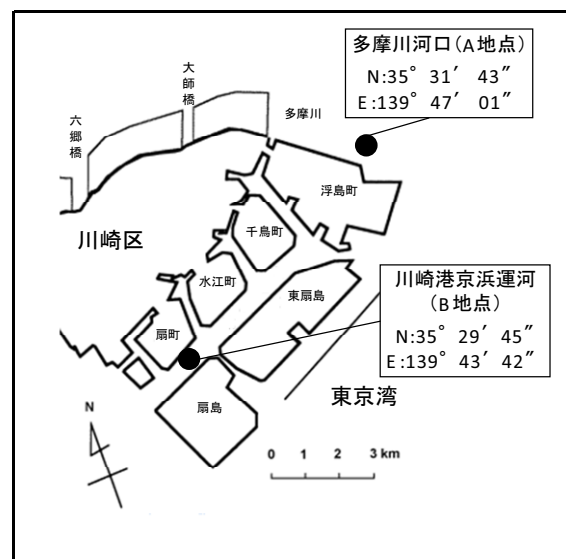 多摩川河口(A地点)
N:35° 31′ 43″
E:139° 47′ 01″
大師橋
六郷橋
多摩川
浮島町
川崎区
千鳥町
水江町
東扇島
扇町
川崎港京浜運河
(B地点)
N:35° 29′ 45″
E:139° 43′ 42″
扇島
東京湾
N
0 1 2 3 km